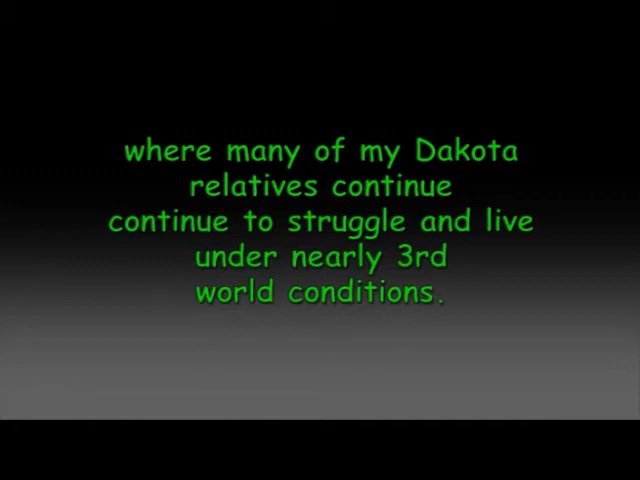 where many of my Dakota
relatives continue
continue to struggle and live
under nearly 3rd
world conditions.